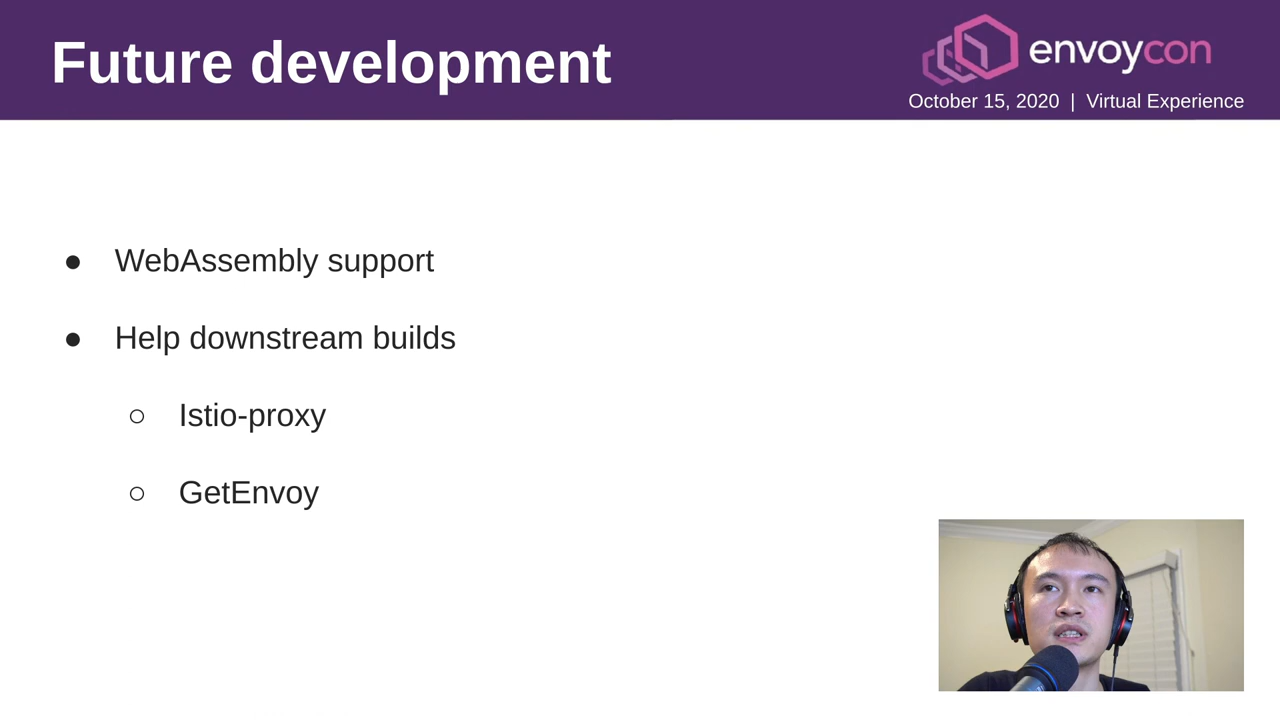 Future development
envoycon
October 15, 2020 | Virtual Experience
● WebAssembly support
● Help downstream builds
○ Istio-proxy
○ GetEnvoy